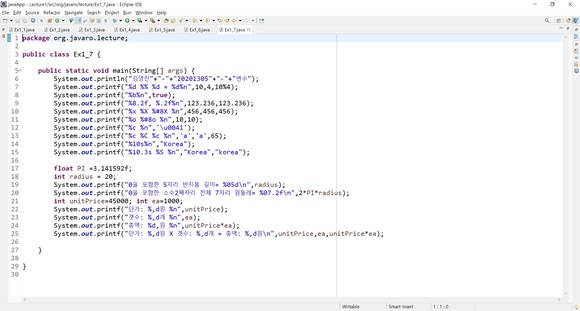 javaApp - Lecture1/src/org/javaro/lecture/Ex1_7.java - Eclipse IDE
File Edit Source Refactor Navigate Search Project Run Window Help
Ex1_1.java Ex1_2.java Ex1_3.java Ex1_4.java Ex1_5.java Ex1_6.java Ex1_7.java
1 package org.javaro.lecture;
2
3 public class Ex1_7 {
4
5 public static void main(String[] args) {
6 System.out.println("김영진"+"-"+"20201305"+"-"+"변수");
7 System.out.printf("%d %% %d = %d%n",10,4,10%4);
8 System.out.printf("%b%n",true);
9 System.out.printf("%8.2f, %.2f%n",123.236,123.236);
10 System.out.printf("%x %X %#8X %n",456,456,456);
11 System.out.printf("%o %#8o %n",10,10);
12 System.out.printf("%c %n",'\u0041');
13 System.out.printf("%c %C %c %n",'a','a',65);
14 System.out.printf("%10s%n","Korea");
15 System.out.printf("%10.3s %S %n","Korea","korea");
16
17 float PI =3.141592f;
18 int radius = 20;
19 System.out.printf("0을 포함한 5자리 반지름 길이= %05d\n",radius);
20 System.out.printf("0을 포함한 소수2째자리 전체 7자리 원둘레= %07.2f\n",2*PI*radius);
21 int unitPrice=45000; int ea=1000;
22 System.out.printf("단가: %,d원 %n",unitPrice);
23 System.out.printf("갯수: %,d개 %n",ea);
24 System.out.printf("총액: %d,원 %n",unitPrice*ea);
25 System.out.printf("단가: %,d원 X 갯수: %,d개 = 총액: %,d원\n",unitPrice,ea,unitPrice*ea);
26
27 }
28
29 }
30
Writable Smart Insert 1 : 1 : 0